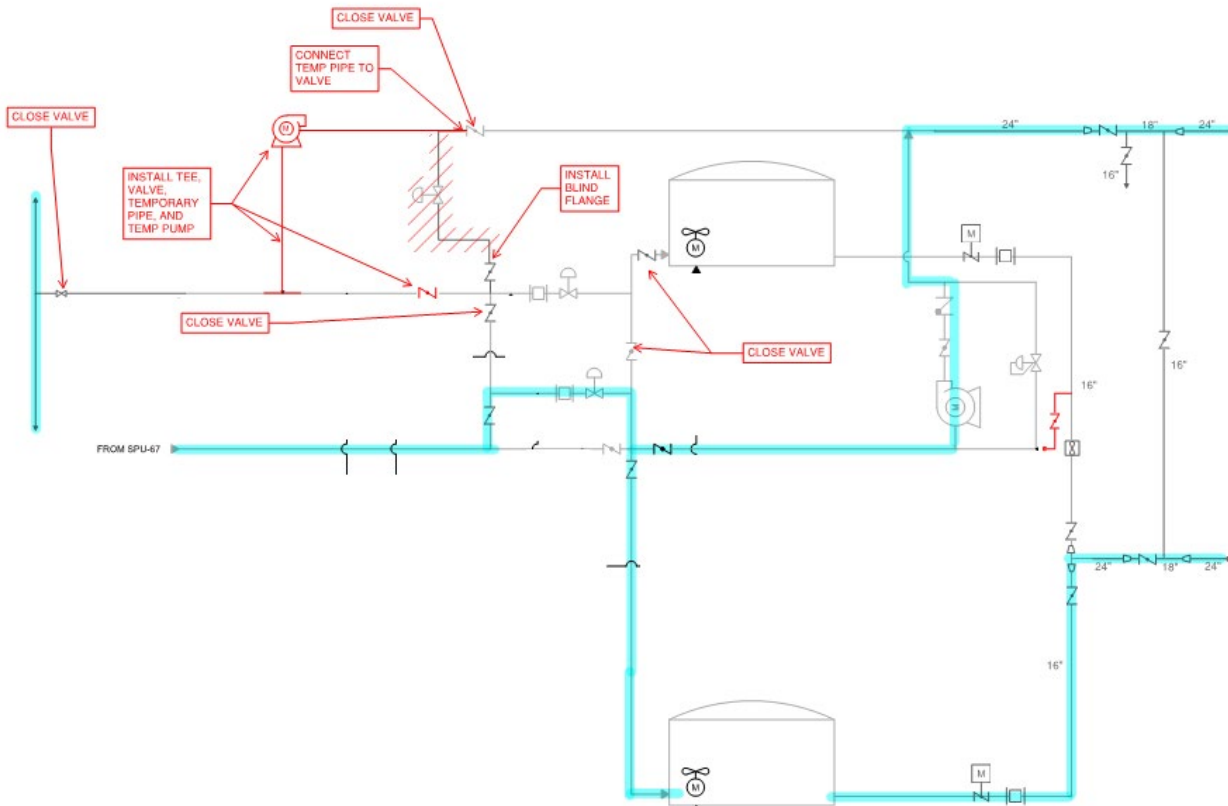 CLOSE VALVE
CONNECT
TEMP PIPE TO
VALVE
CLOSE VALVE
M
INSTALL TEE,
VALVE,
TEMPORARY
PIPE, AND
TEMP PUMP
INSTALL
BLIND
FLANGE
24"
18"
24"
16"
M
M
CLOSE VALVE
CLOSE VALVE
16"
16"
M
FROM SPU-67
24"
18"
24"
16"
M
M